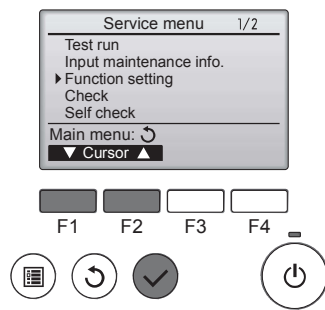 Service menu 1/2
Test run
Input maintenance info.
Function setting
Check
Self check
Main menu:
▼ Cursor ▲
F1 F2 F3 F4